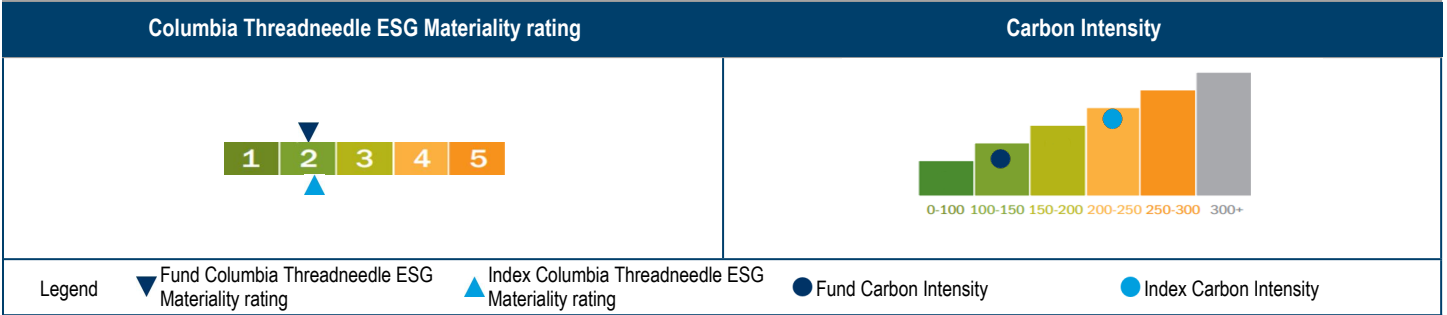 Columbia Threadneedle ESG Materiality rating
Carbon Intensity
1 2 3 4 5
0-100 100-150 150-200 200-250 250-300 300+
Legend
Fund Columbia Threadneedle ESG
Materiality rating
Index Columbia Threadneedle ESG
Materiality rating
Fund Carbon Intensity
Index Carbon Intensity